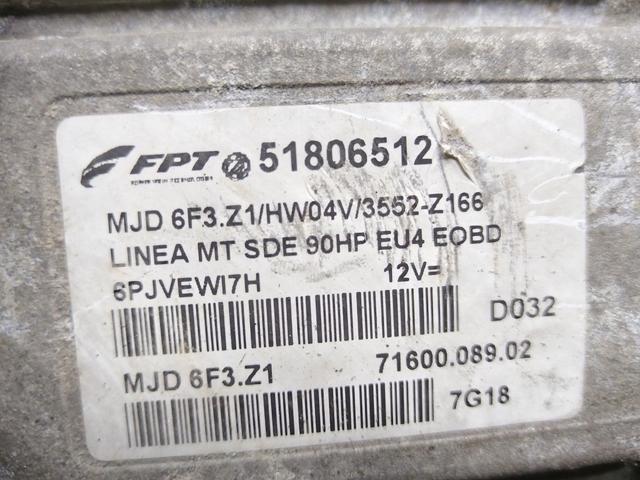 FPT 51806512
MJD 6F3.Z1/HW04V/3552-Z166
LINEA MT SDE 90HP EU4 EOBD
6PJVEWI7H 12V=
D032
MJD 6F3.Z1 71600.089.02
7G18